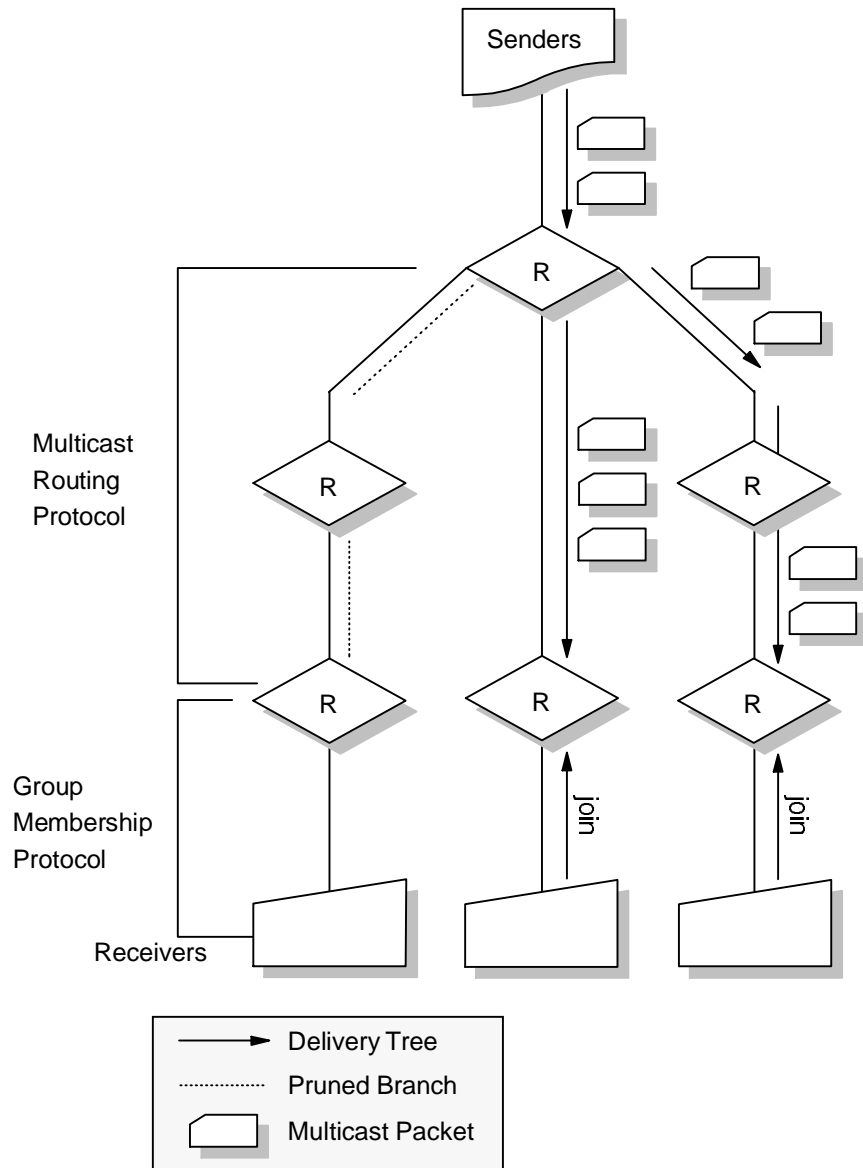 Senders
R
Multicast
Routing
Protocol
R
R
R
R
R
Group
Membership
Protocol
join
join
Receivers
Delivery Tree
Pruned Branch
Multicast Packet